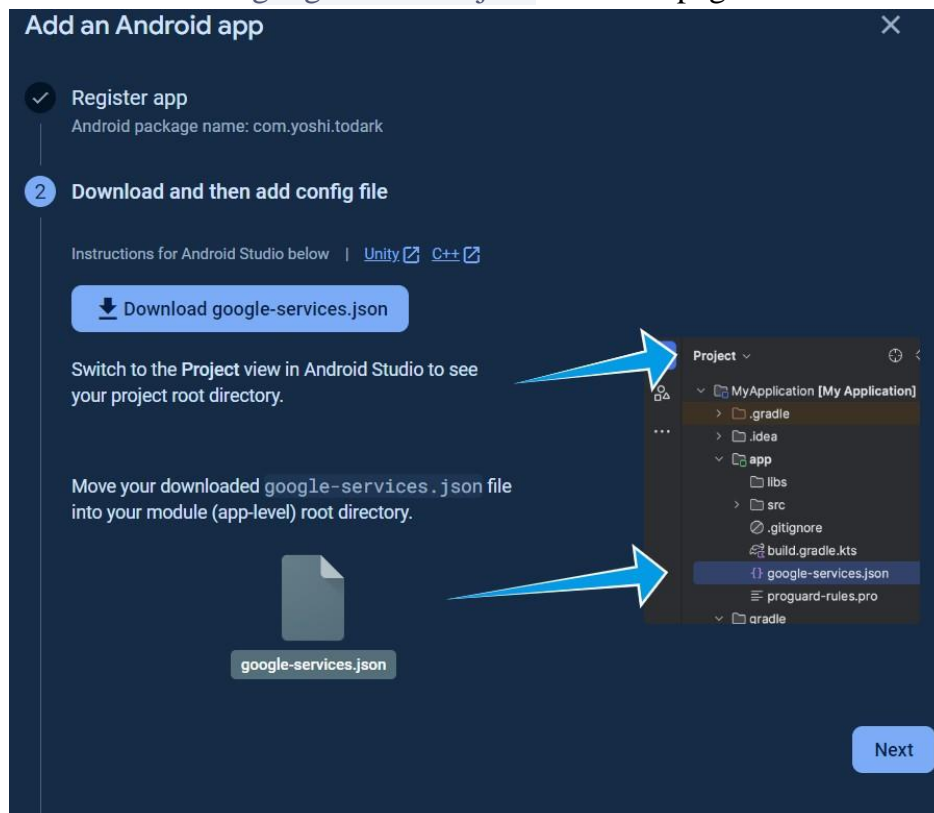 Add an Android app
Register app
Android package name: com.yoshi.todark
2
Download and then add config file
Instructions for Android Studio below | Unity C++
Download google-services.json
Switch to the Project view in Android Studio to see
your project root directory.
Move your downloaded google-services.json file
into your module (app-level) root directory.
google-services.json
Project
MyApplication [My Application]
.gradle
.idea
app
libs
src
.gitignore
build.gradle.kts
google-services.json
proguard-rules.pro
gradle
Next